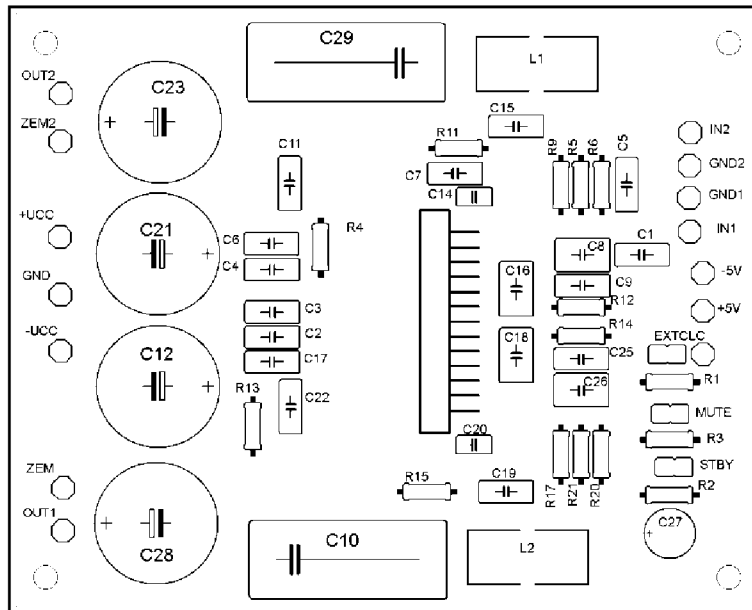 C29
L1
OUT2
C23
ZEM2
C15
R11
C11
C7
C14
R9
R5
R6
C5
IN2
GND2
GND1
IN1
+UCC
C21
R4
C6
C4
C8
C1
C16
C9
-5V
GND
R12
+5V
C3
C2
C17
-UCC
C12
R14
C18
C25
EXTCLC
R1
C26
R13
C22
MUTE
R3
C20
STBY
R2
ZEM
OUT1
C28
R15
C19
R17
R21
R20
C27
C10
L2